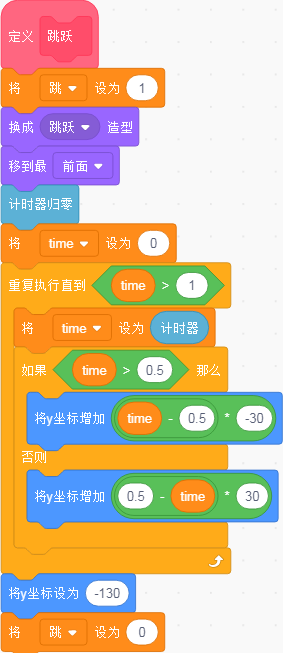 定义 跳跃
将 跳 设为 1
换成 跳跃 造型
移到最 前面
计时器归零
将 time 设为 0
重复执行直到 time > 1
将 time 设为 计时器
如果 time > 0.5 那么
将y坐标增加 time - 0.5 * -30
否则
将y坐标增加 0.5 - time * 30
将y坐标设为 -130
将 跳 设为 0